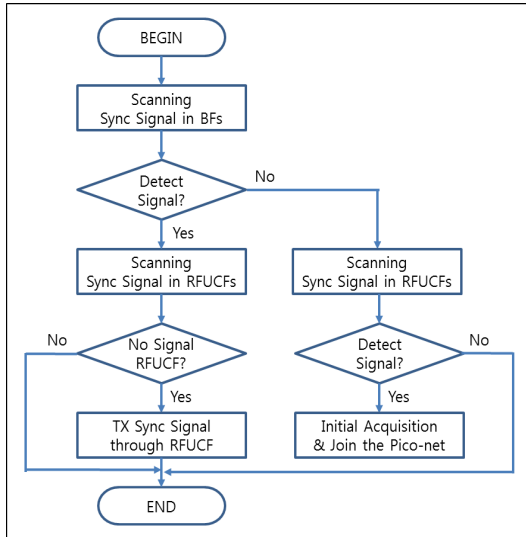 BEGIN
Scanning
Sync Signal in BFs
Detect
Signal?
No
Yes
Scanning
Sync Signal in RFUCFs
Scanning
Sync Signal in RFUCFs
No
No Signal
RFUCF?
Yes
Detect
Signal?
No
Yes
TX Sync Signal
through RFUCF
Initial Acquisition
& Join the Pico-net
END